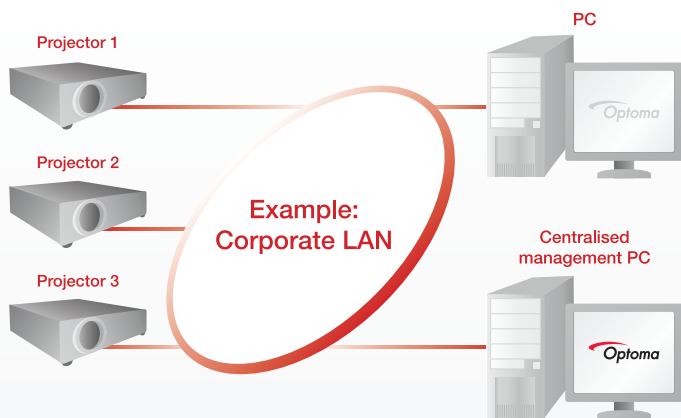 Projector 1
PC
Optoma
Projector 2
Example:
Corporate LAN
Centralised
management PC
Projector 3
Optoma